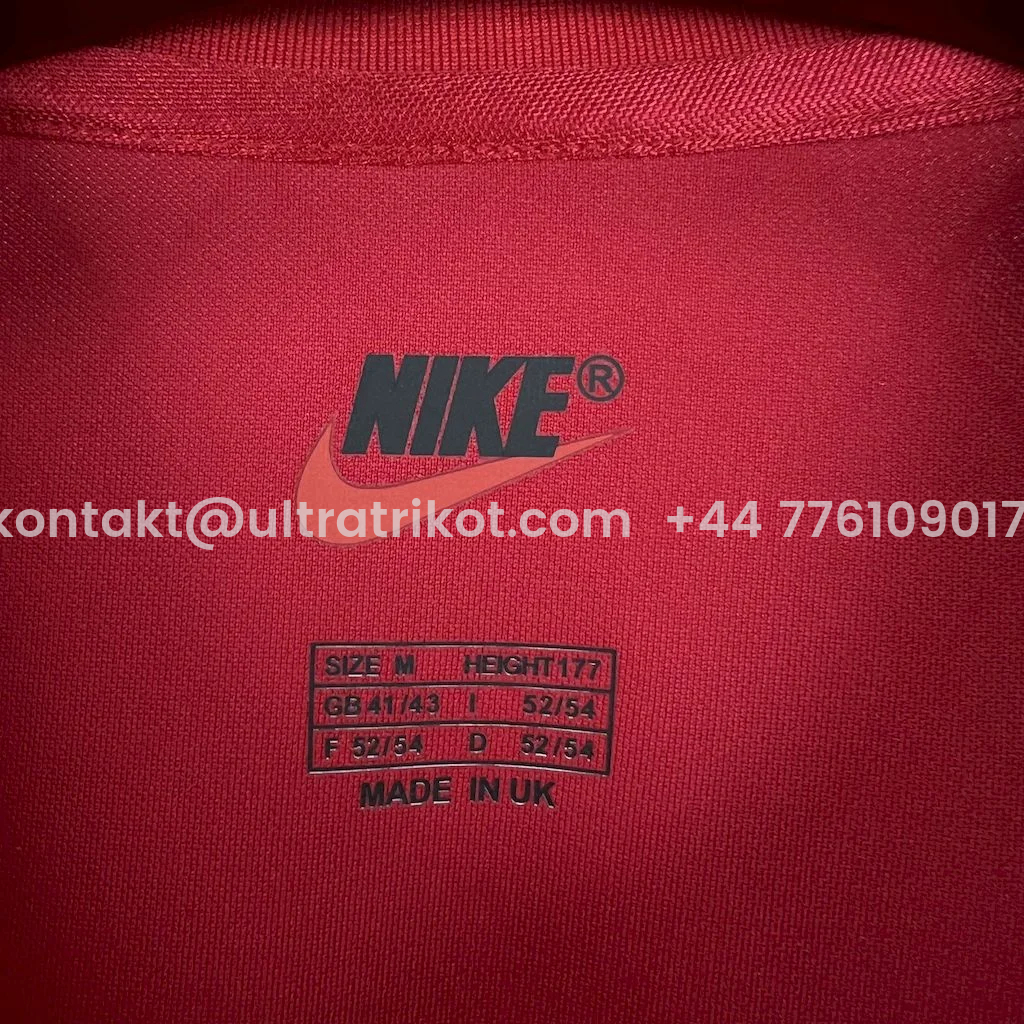 NIKE®
kontakt@ultratrikot.com +44 776109017
SIZE M HEIGHT 177
GB 41/43 I 52/54
F 52/54 D 52/54
MADE IN UK